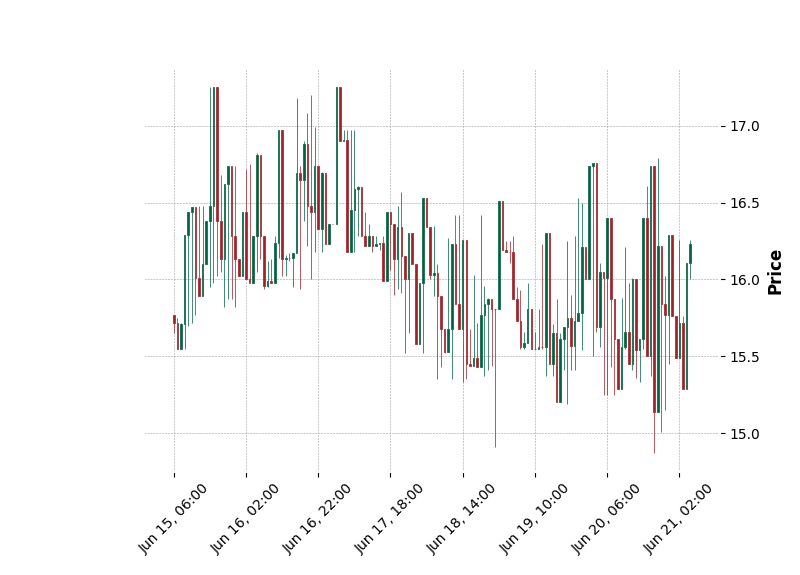 17.0
16.5
16.0
15.5
15.0
Price
Jun 15, 06:00
Jun 16, 02:00
Jun 16, 22:00
Jun 17, 18:00
Jun 18, 14:00
Jun 19, 10:00
Jun 20, 06:00
Jun 21, 02:00